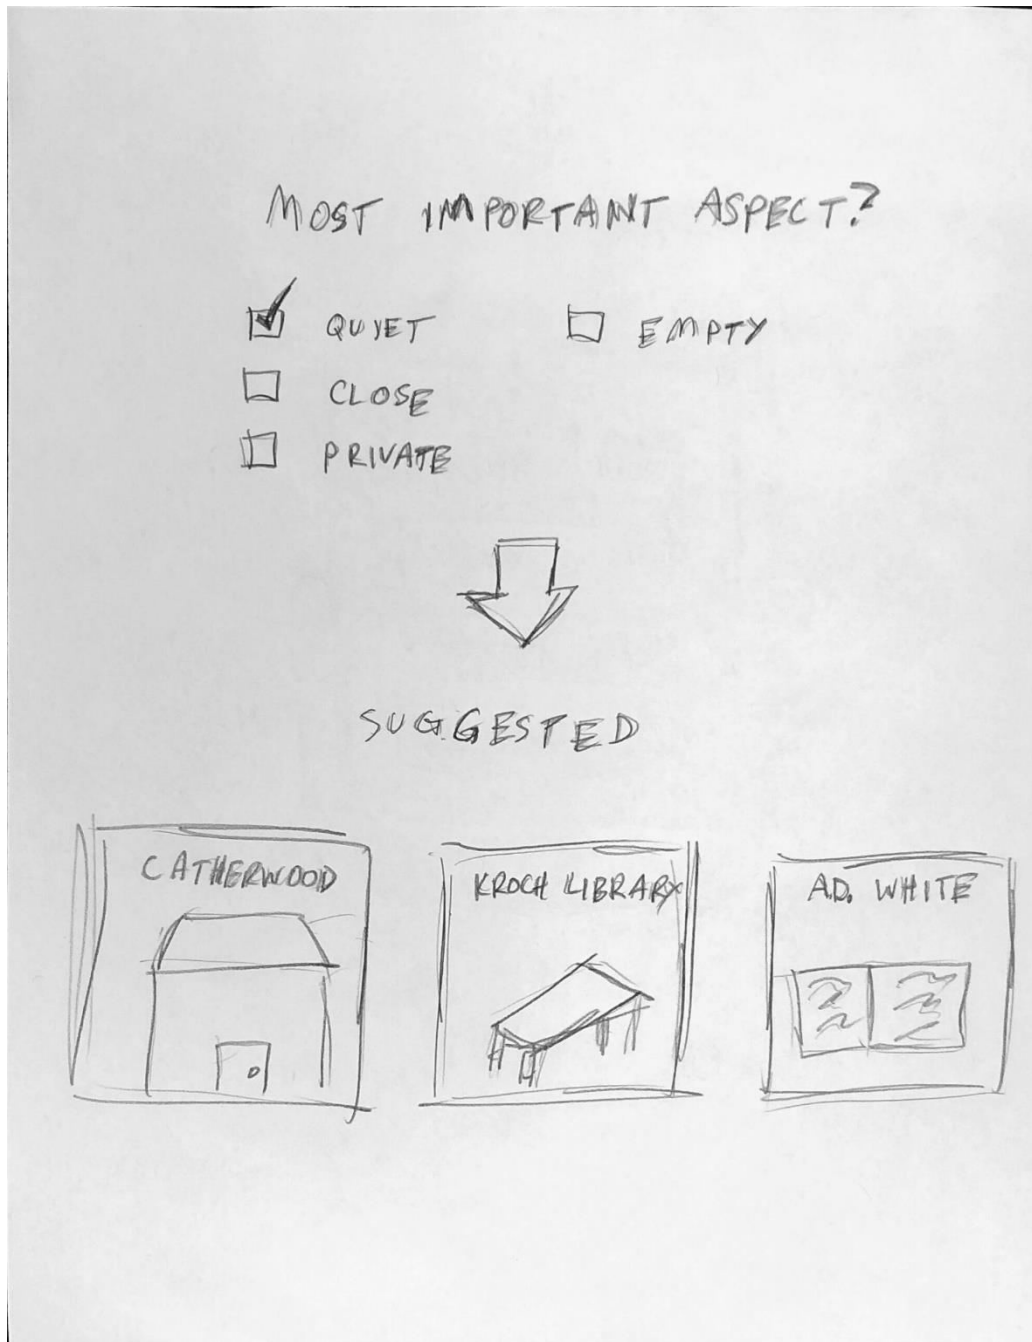 MOST IMPORTANT ASPECT?
QUIET
EMPTY
CLOSE
PRIVATE
SUGGESTED
CATHERWOOD
KROCH LIBRARY
A.D. WHITE